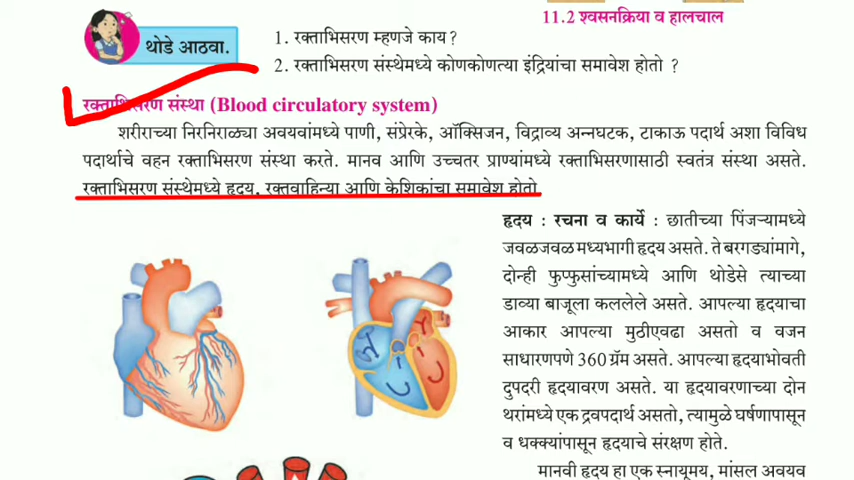 11.2 श्वसनक्रिया व हालचाल
थोडे आठवा.
1. रक्ताभिसरण म्हणजे काय ?
2. रक्ताभिसरण संस्थेमध्ये कोणकोणत्या इंद्रियांचा समावेश होतो ?
रक्ताभिसरण संस्था (Blood circulatory system)
शरीराच्या निरनिराळ्या अवयवांमध्ये पाणी, संप्रेरके, ऑक्सिजन, विद्राव्य अन्नघटक, टाकाऊ पदार्थ अशा विविध
पदार्थाचे वहन रक्ताभिसरण संस्था करते. मानव आणि उच्चतर प्राण्यांमध्ये रक्ताभिसरणासाठी स्वतंत्र संस्था असते.
रक्ताभिसरण संस्थेमध्ये हृदय, रक्तवाहिन्या आणि केशिकांचा समावेश होतो
हृदय : रचना व कार्ये : छातीच्या पिंजऱ्यामध्ये
जवळजवळ मध्यभागी हृदय असते. ते बरगड्यांमागे,
दोन्ही फुप्फुसांच्यामध्ये आणि थोडेसे त्याच्या
डाव्या बाजूला कललेले असते. आपल्या हृदयाचा
आकार आपल्या मुठीएवढा असतो व वजन
साधारणपणे 360 ग्रॅम असते. आपल्या हृदयाभोवती
दुपदरी हृदयावरण असते. या हृदयावरणाच्या दोन
थरांमध्ये एक द्रवपदार्थ असतो, त्यामुळे घर्षणापासून
व धक्क्यांपासून हृदयाचे संरक्षण होते.
मानवी हृदय हा एक स्नायूमय, मांसल अवयव